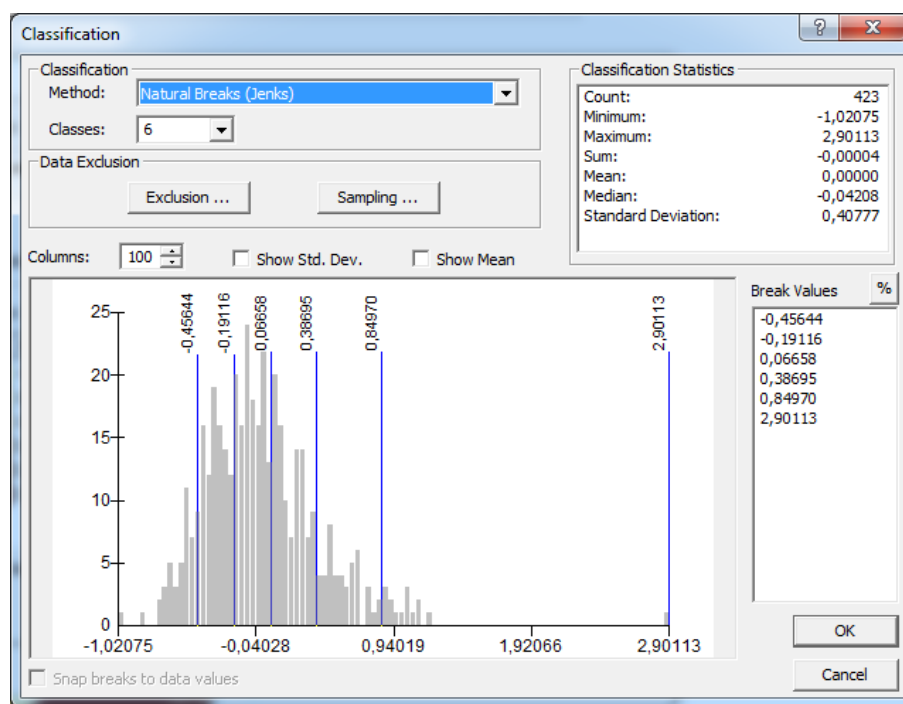 Classification
Classification
Method: Natural Breaks (Jenks)
Classes: 6
Data Exclusion
Exclusion ...
Sampling ...
Classification Statistics
Count: 423
Minimum: -1,02075
Maximum: 2,90113
Sum: -0,00004
Mean: 0,00000
Median: -0,04208
Standard Deviation: 0,40777
Columns: 100 Show Std. Dev. Show Mean
Break Values %
-0,45644
-0,19116
0,06658
0,38695
0,84970
2,90113
25
20
15
10
5
0
-0,45644
-0,19116
0,06658
0,38695
0,84970
2,90113
-1,02075 -0,04028 0,94019 1,92066 2,90113
Snap breaks to data values
OK
Cancel